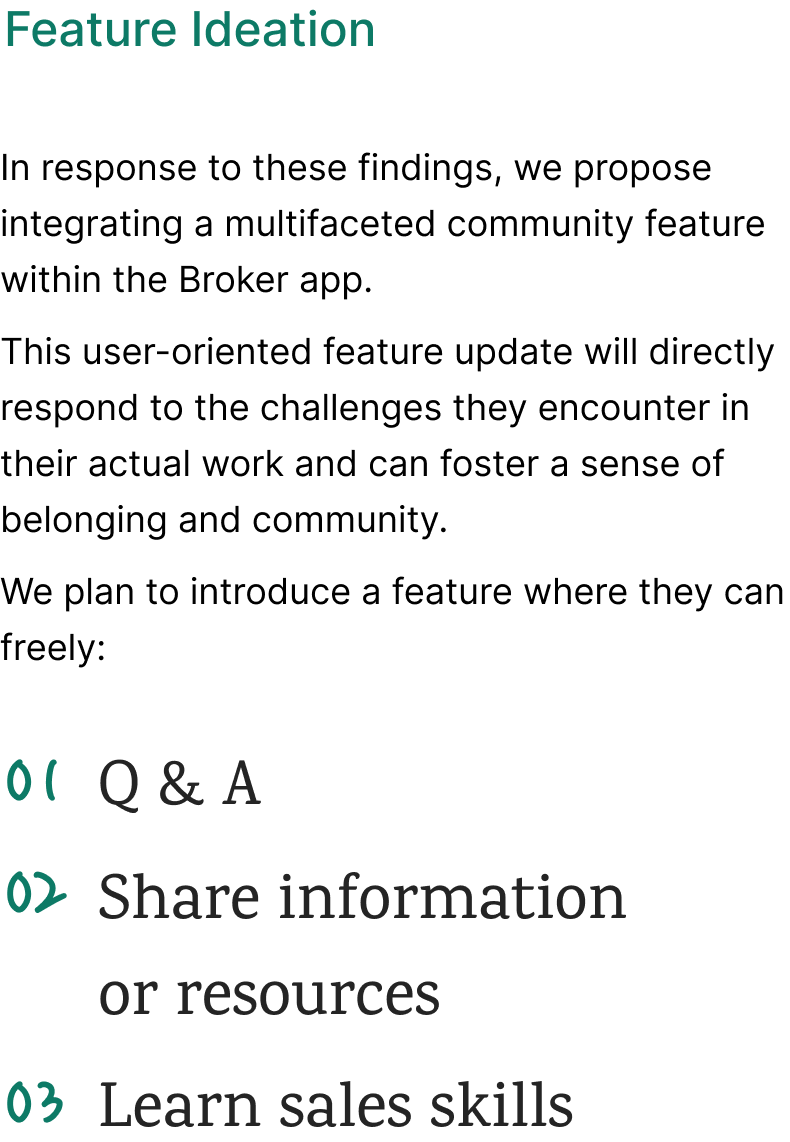 Feature Ideation
In response to these findings, we propose
integrating a multifaceted community feature
within the Broker app.
This user-oriented feature update will directly
respond to the challenges they encounter in
their actual work and can foster a sense of
belonging and community.
We plan to introduce a feature where they can
freely:
01 Q & A
02 Share information
or resources
03 Learn sales skills